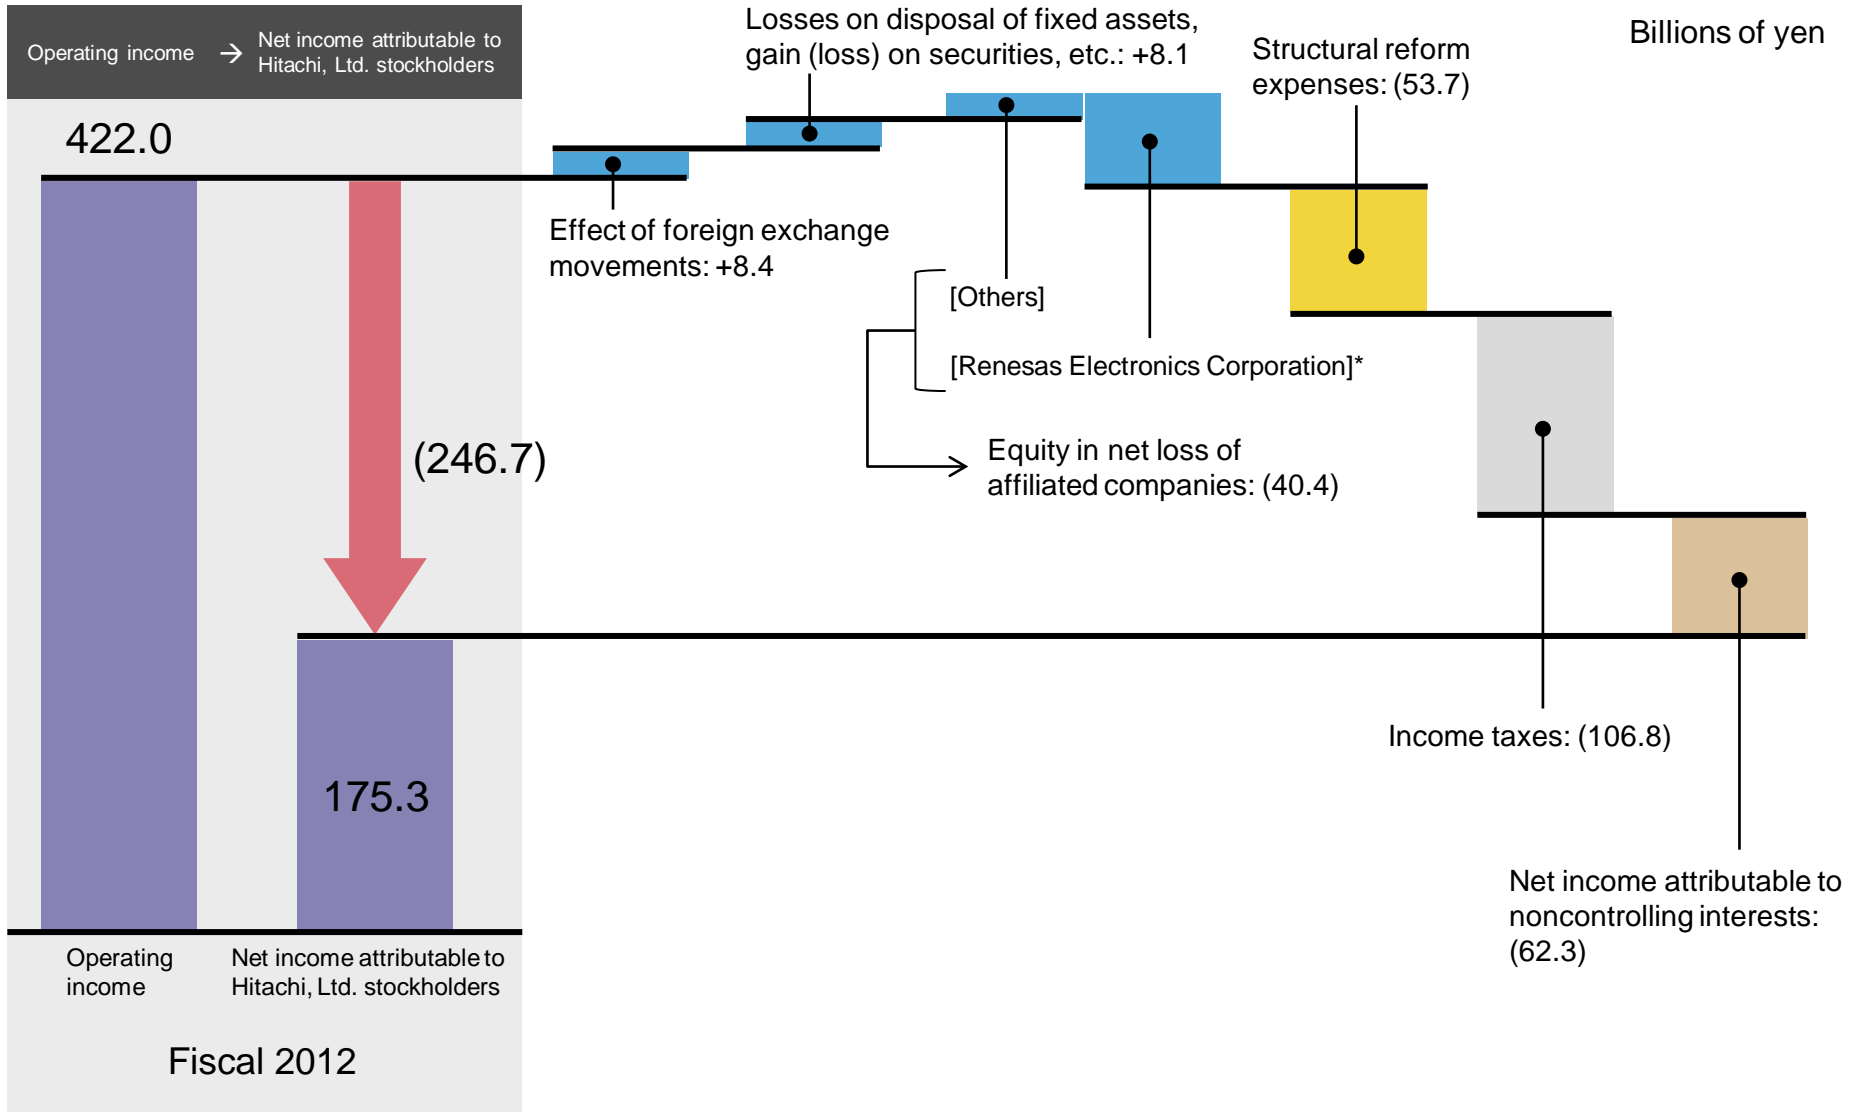 Operating income → Net income attributable to
Hitachi, Ltd. stockholders
Billions of yen
Losses on disposal of fixed assets,
gain (loss) on securities, etc.: +8.1
Structural reform
expenses: (53.7)
422.0
Effect of foreign exchange
movements: +8.4
[Others]
[Renesas Electronics Corporation]*
Equity in net loss of
affiliated companies: (40.4)
(246.7)
Income taxes: (106.8)
175.3
Net income attributable to
noncontrolling interests:
(62.3)
Operating
income
Net income attributable to
Hitachi, Ltd. stockholders
Fiscal 2012